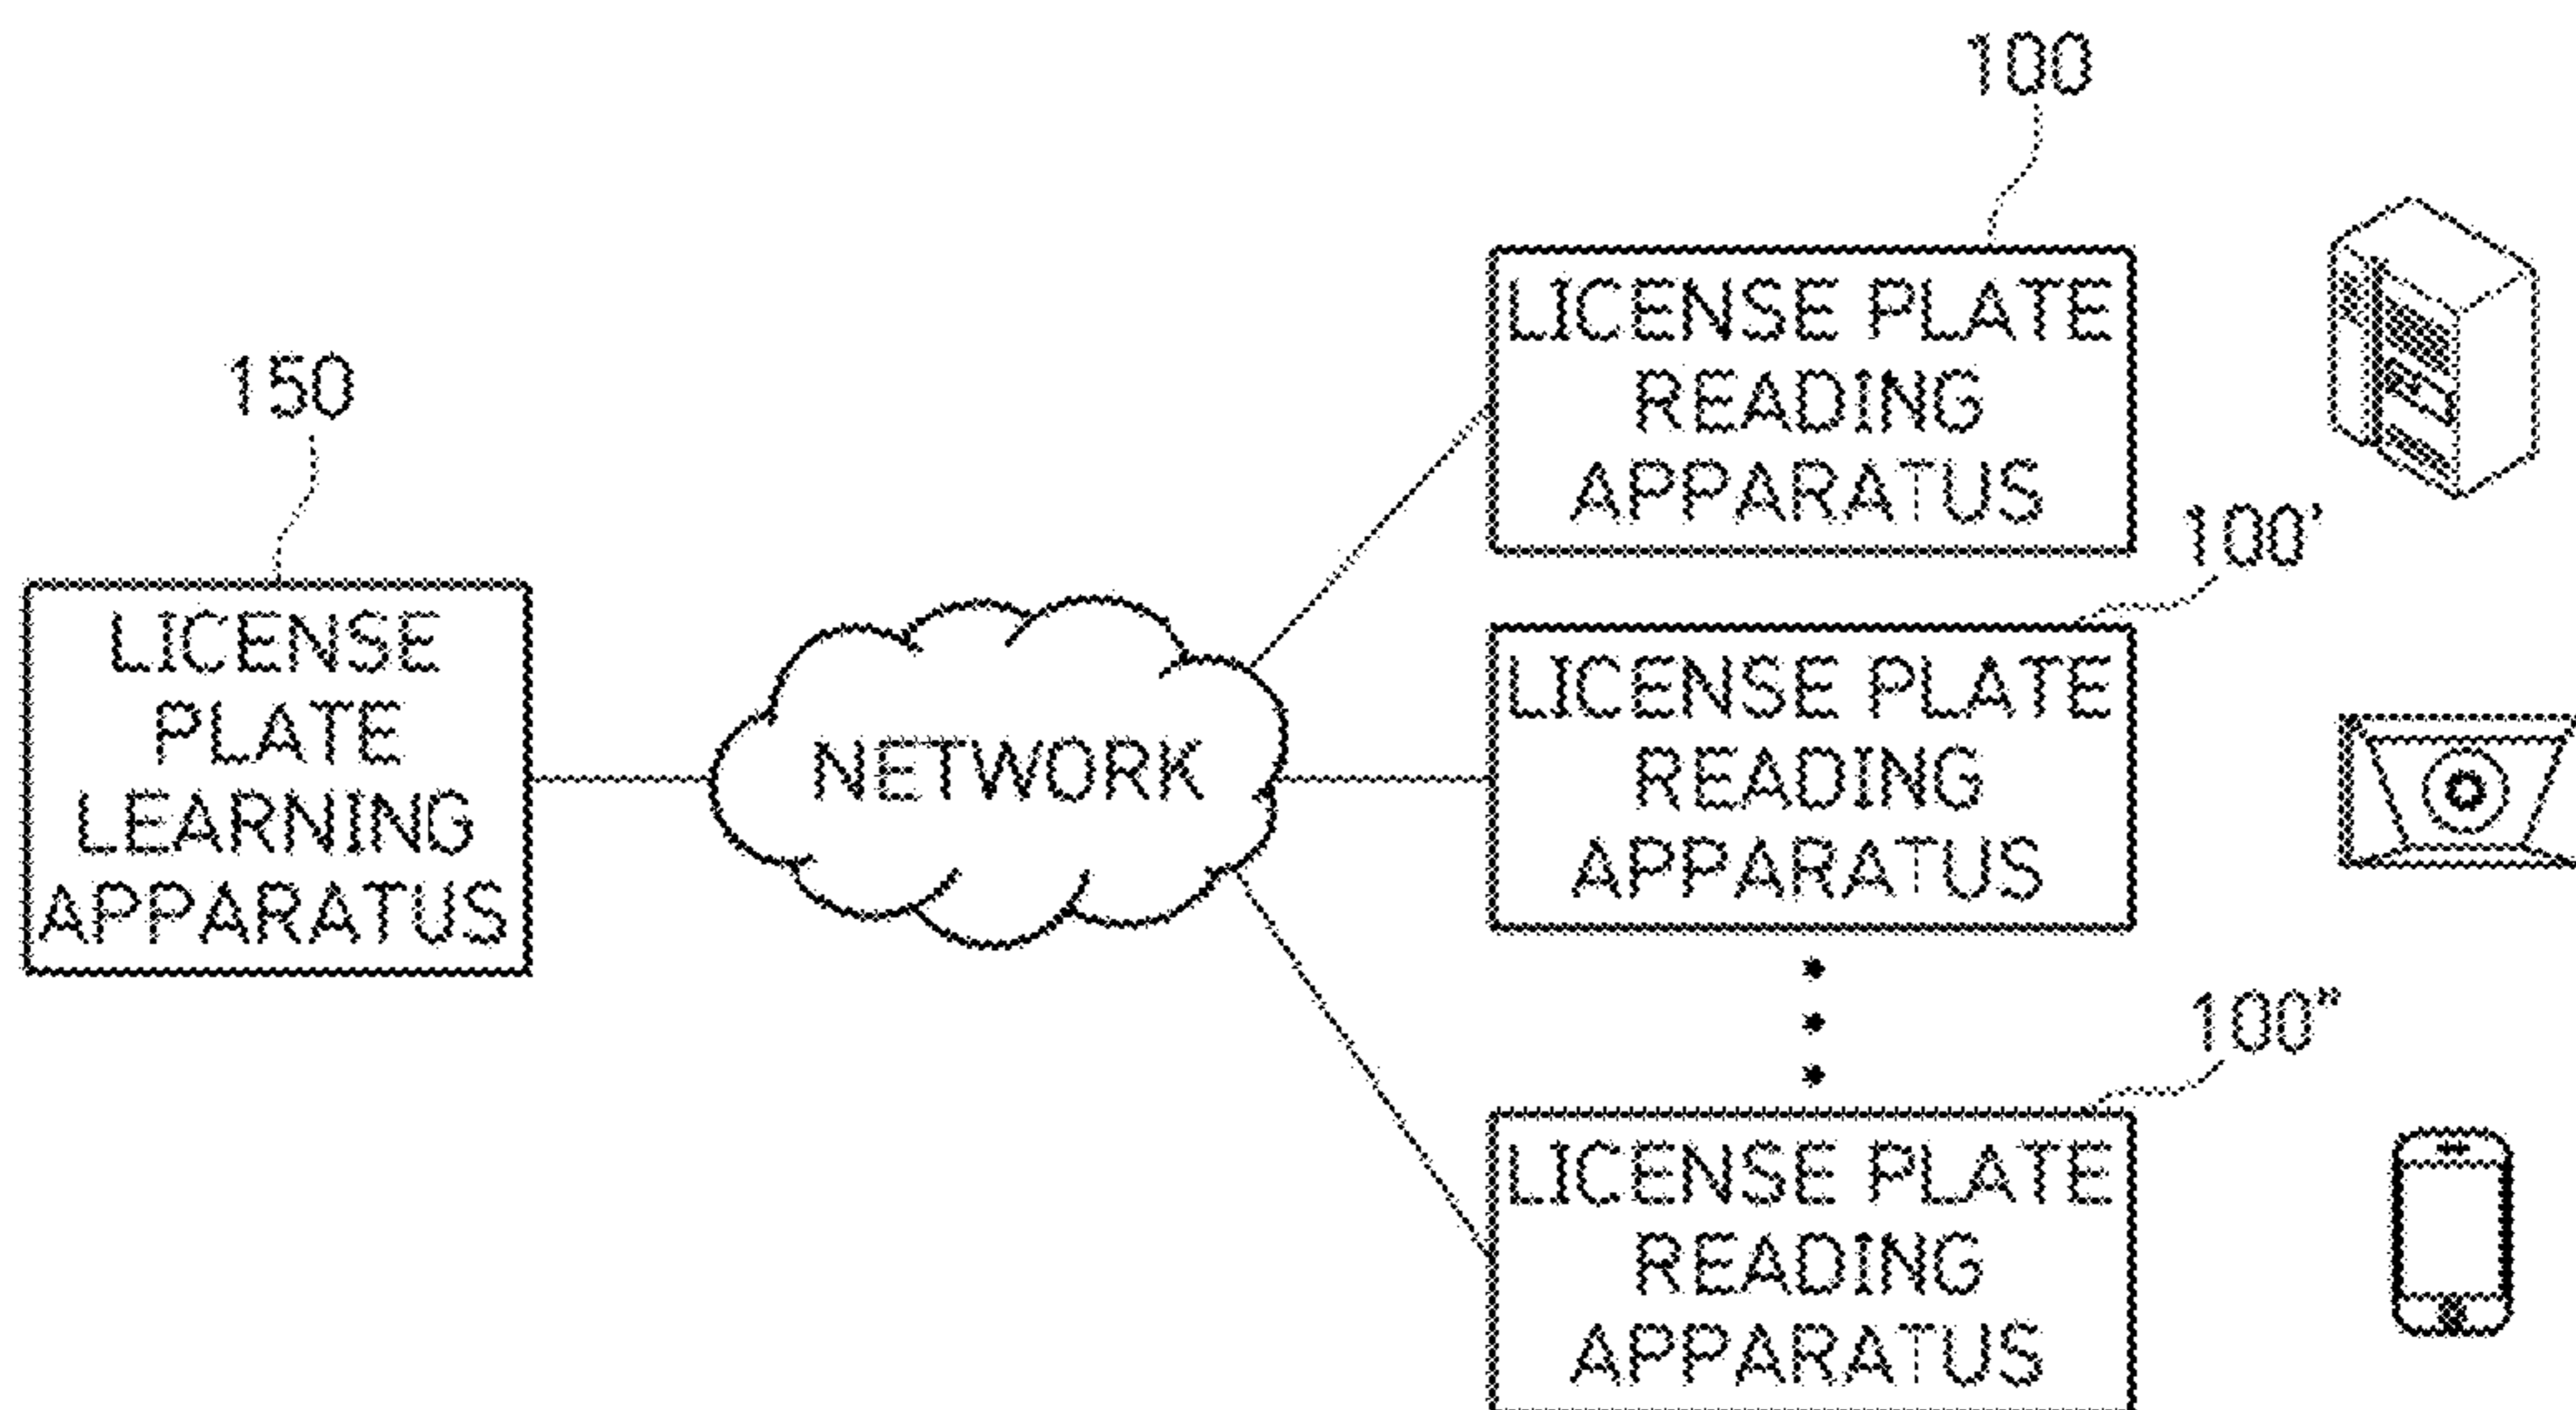 150
LICENSE
PLATE
LEARNING
APPARATUS
NETWORK
100
LICENSE PLATE
READING
APPARATUS
100'
LICENSE PLATE
READING
APPARATUS
100"
LICENSE PLATE
READING
APPARATUS